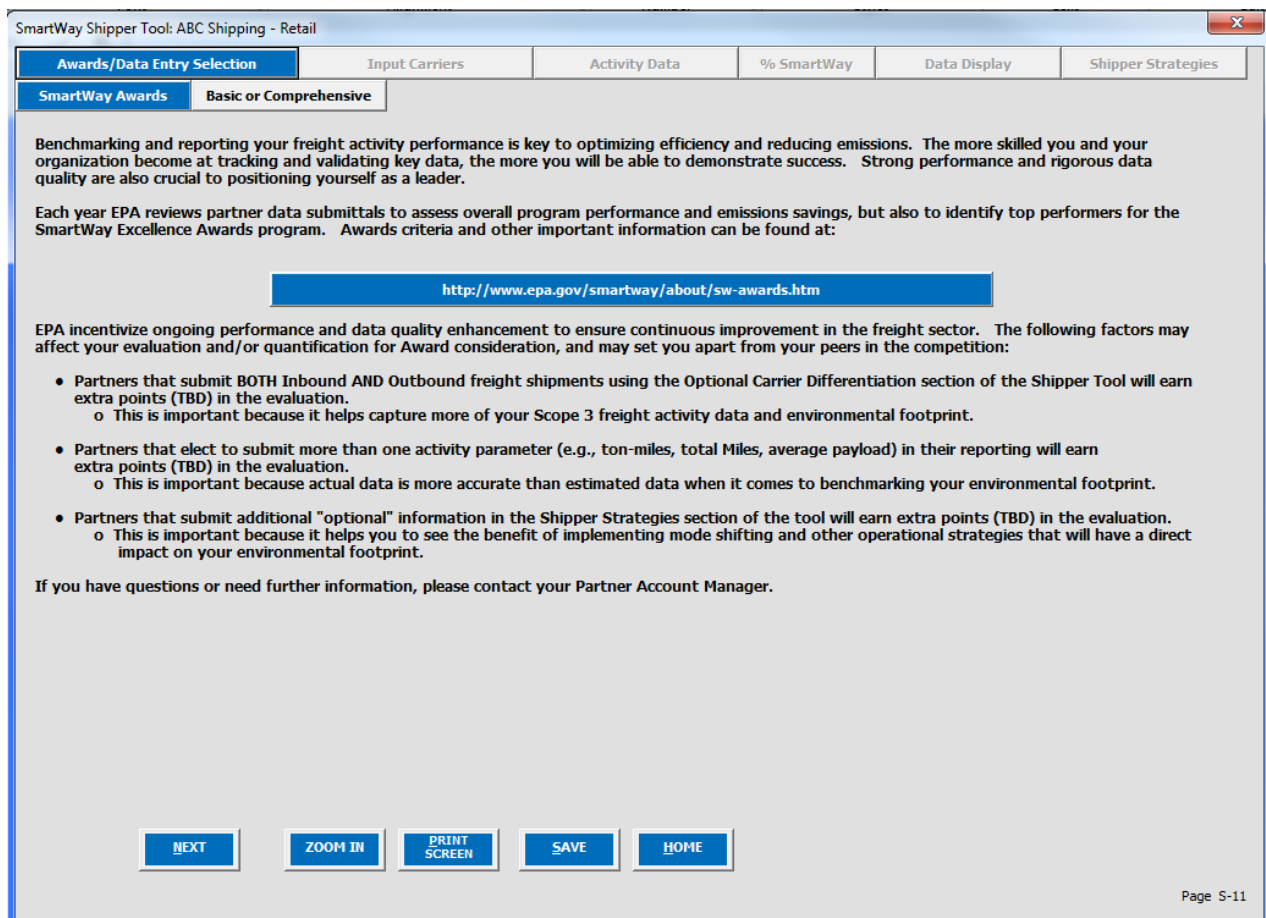 SmartWay Shipper Tool: ABC Shipping - Retail
X
Awards/Data Entry Selection Input Carriers Activity Data % SmartWay Data Display Shipper Strategies
SmartWay Awards Basic or Comprehensive
Benchmarking and reporting your freight activity performance is key to optimizing efficiency and reducing emissions. The more skilled you and your
organization become at tracking and validating key data, the more you will be able to demonstrate success. Strong performance and rigorous data
quality are also crucial to positioning yourself as a leader.
Each year EPA reviews partner data submittals to assess overall program performance and emissions savings, but also to identify top performers for the
SmartWay Excellence Awards program. Awards criteria and other important information can be found at:
http://www.epa.gov/smartway/about/sw-awards.htm
EPA incentivize ongoing performance and data quality enhancement to ensure continuous improvement in the freight sector. The following factors may
affect your evaluation and/or quantification for Award consideration, and may set you apart from your peers in the competition:
• Partners that submit BOTH Inbound AND Outbound freight shipments using the Optional Carrier Differentiation section of the Shipper Tool will earn
extra points (TBD) in the evaluation.
o This is important because it helps capture more of your Scope 3 freight activity data and environmental footprint.
• Partners that elect to submit more than one activity parameter (e.g., ton-miles, total Miles, average payload) in their reporting will earn
extra points (TBD) in the evaluation.
o This is important because actual data is more accurate than estimated data when it comes to benchmarking your environmental footprint.
• Partners that submit additional "optional" information in the Shipper Strategies section of the tool will earn extra points (TBD) in the evaluation.
o This is important because it helps you to see the benefit of implementing mode shifting and other operational strategies that will have a direct
impact on your environmental footprint.
If you have questions or need further information, please contact your Partner Account Manager.
NEXT ZOOM IN PRINT SCREEN SAVE HOME
Page S-11